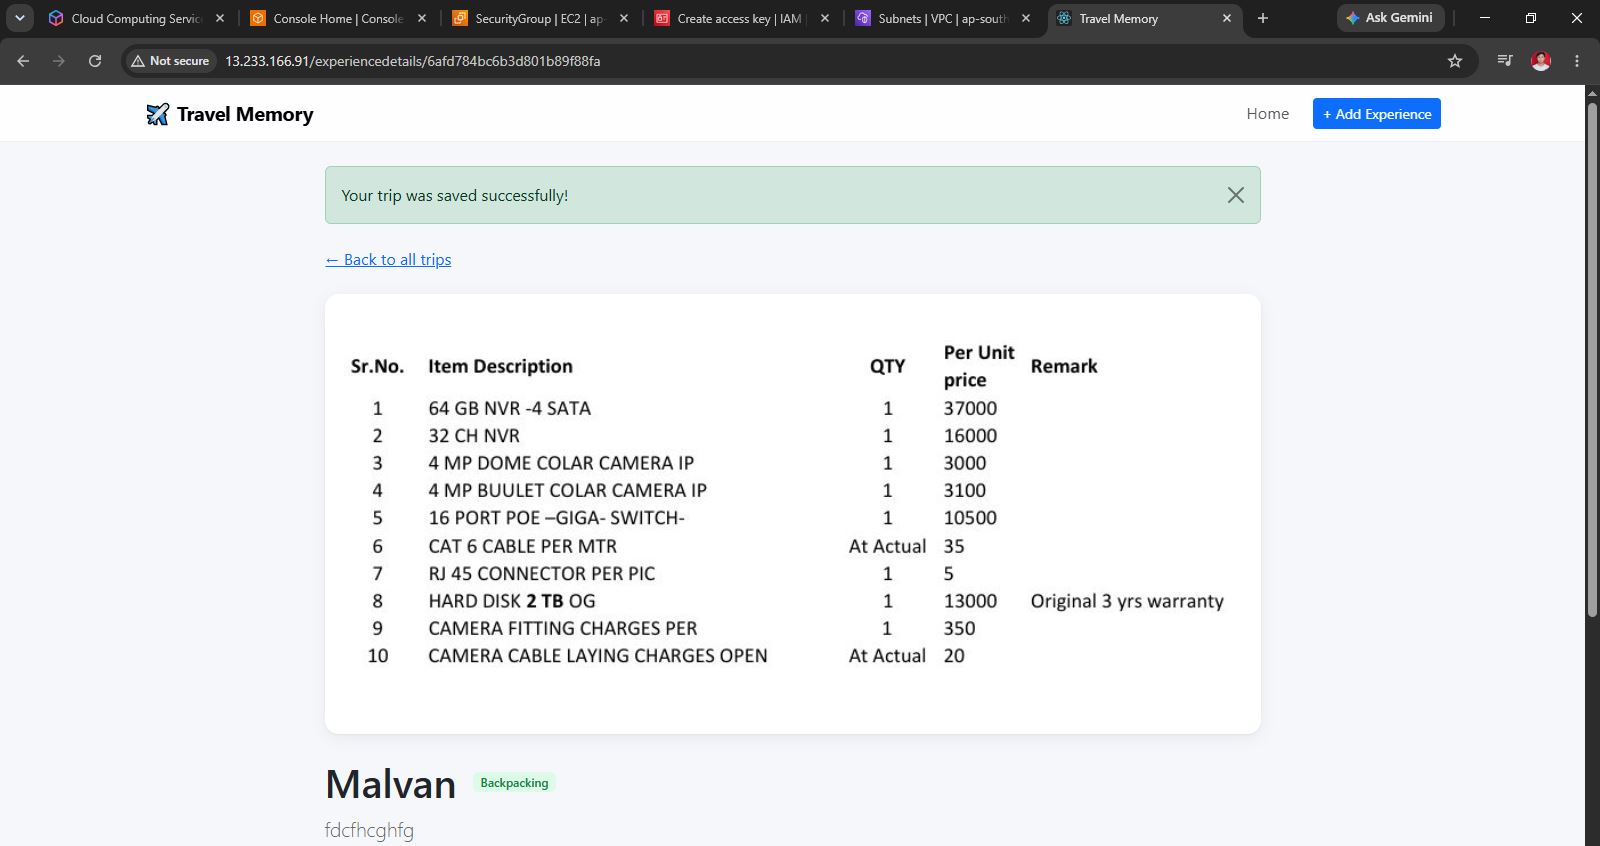 Cloud Computing Servic
Console Home | Console
SecurityGroup | EC2 | ap-
Create access key | IAM
Subnets | VPC | ap-south
Travel Memory
Ask Gemini
Not secure
13.233.166.91/experiencedetails/6afd784bc6b3d801b89f88fa
Travel Memory
Home
+ Add Experience
Your trip was saved successfully!
← Back to all trips
Sr.No. Item Description QTY Per Unit price Remark
1 64 GB NVR -4 SATA 1 37000
2 32 CH NVR 1 16000
3 4 MP DOME COLAR CAMERA IP 1 3000
4 4 MP BUULET COLAR CAMERA IP 1 3100
5 16 PORT POE –GIGA- SWITCH- 1 10500
6 CAT 6 CABLE PER MTR At Actual 35
7 RJ 45 CONNECTOR PER PIC 1 5
8 HARD DISK 2 TB OG 1 13000 Original 3 yrs warranty
9 CAMERA FITTING CHARGES PER 1 350
10 CAMERA CABLE LAYING CHARGES OPEN At Actual 20
Malvan
Backpacking
fdcfhcghfg